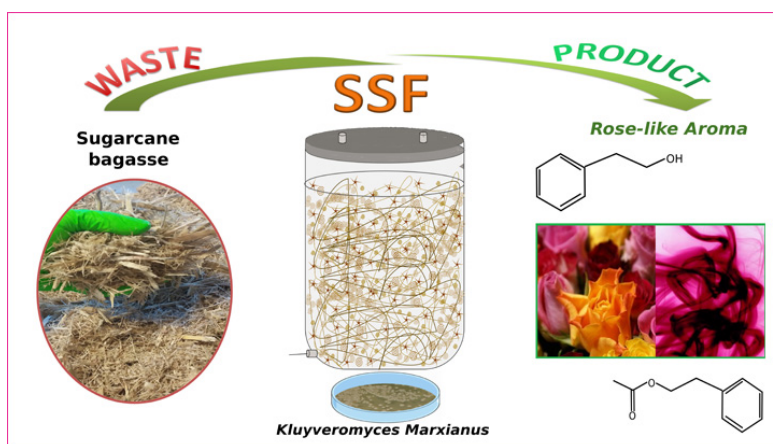 WASTE
SSF
PRODUCT
Sugarcane
bagasse
Rose-like Aroma
OH
O
O
Kluyveromyces Marxianus